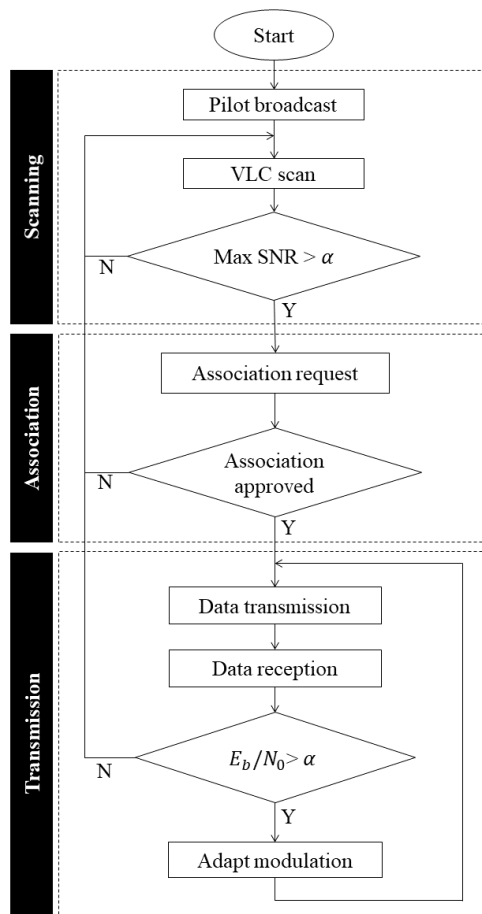 Start
Scanning
Pilot broadcast
VLC scan
Max SNR > α
N
Y
Association
Association request
Association
approved
N
Y
Transmission
Data transmission
Data reception
E_b/N_0> α
N
Y
Adapt modulation